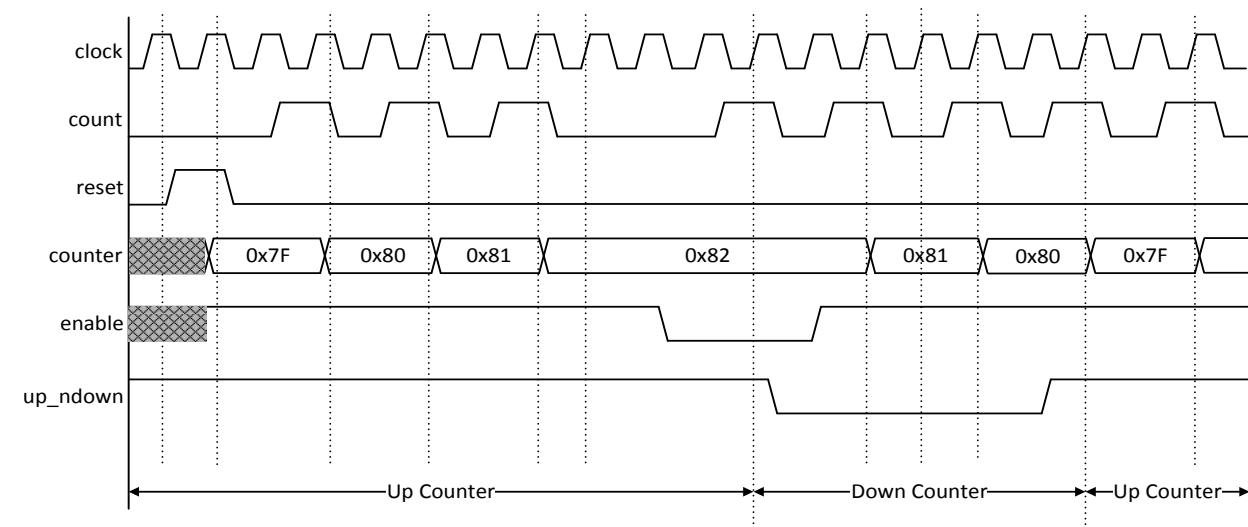 clock
count
reset
counter 0x7F 0x80 0x81 0x82 0x81 0x80 0x7F
enable
up_ndown
Up Counter Down Counter Up Counter